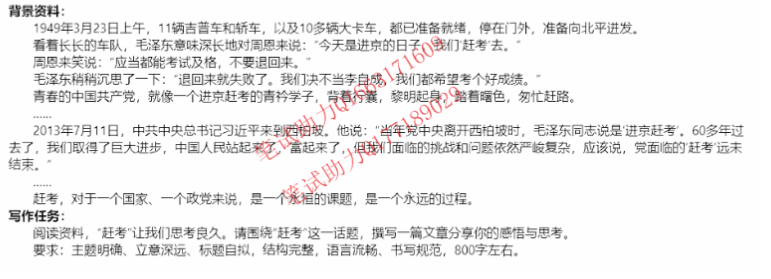 背景资料：
1949年3月23日上午，11辆吉普车和轿车，以及10多辆大卡车，都已准备就绪，停在门外，准备向北平进发。
看着长长的车队，毛泽东意味深长地对周恩来说：“今天是进京的日子，我们‘赶考’去。”
周恩来笑说：“应当都能考试及格，不要退回来。”
毛泽东稍稍沉思了一下：“退回来就失败了。我们决不当李自成，我们都希望考个好成绩。”
青春的中国共产党，就像一个进京赶考的青衿学子，背着行囊，黎明起身，踏着曙色，匆忙赶路。
……
2013年7月11日，中共中央总书记习近平来到西柏坡。他说：“当年党中央离开西柏坡时，毛泽东同志说是‘进京赶考’。60多年过
去了，我们取得了巨大进步，中国人民站起来了，富起来了，但我们面临的挑战和问题依然严峻复杂，应该说，党面临的‘赶考’远未
结束。”
……
赶考，对于一个国家、一个政党来说，是一个永恒的课题，是一个永远的过程。
写作任务：
阅读资料，“赶考”让我们思考良久。请围绕“赶考”这一话题，撰写一篇文章分享你的感悟与思考。
要求：主题明确、立意深远、标题自拟，结构完整，语言流畅、书写规范，800字左右。
笔试助力
笔试助力QQ537189029